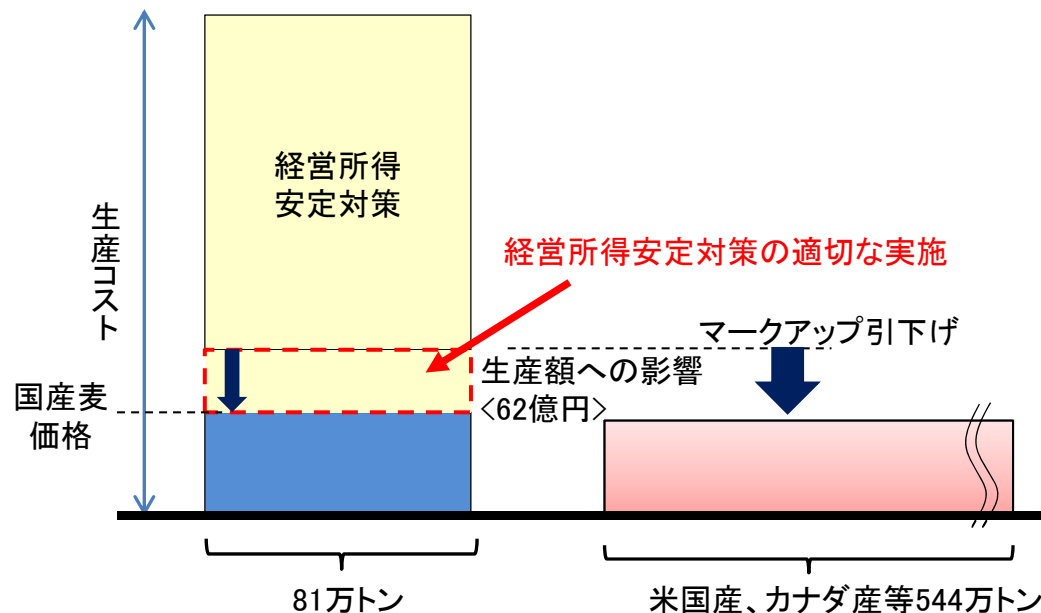 経営所得
安定対策
生産コスト
経営所得安定対策の適切な実施
マークアップ引下げ
生産額への影響
<62億円>
国産麦
価格
81万トン
米国産、カナダ産等544万トン